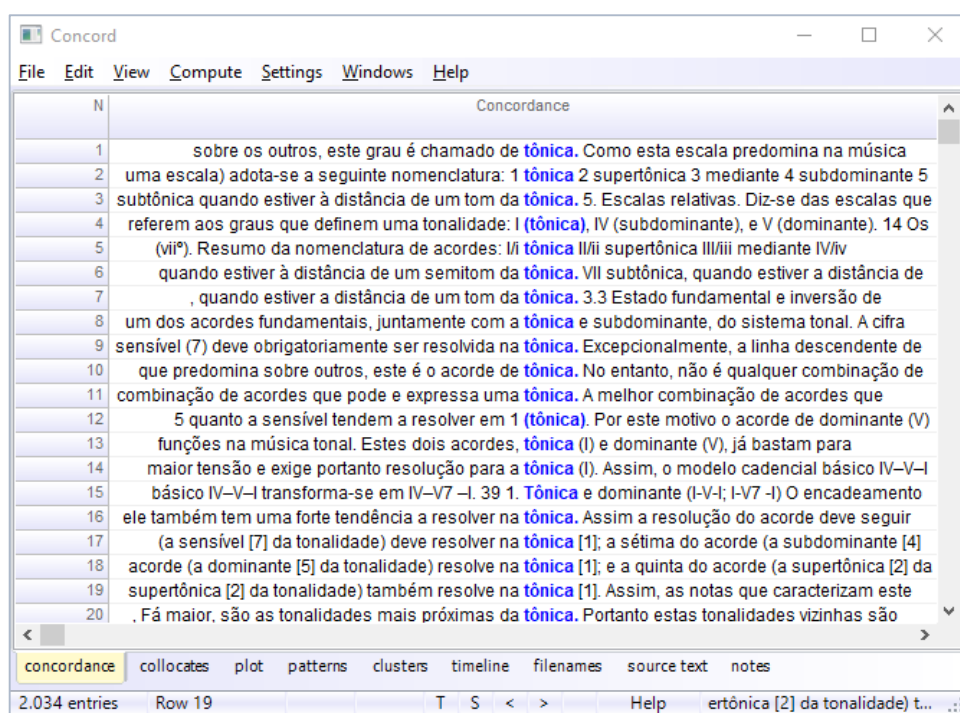 Concord
File Edit View Compute Settings Windows Help
N Concordance
1 sobre os outros, este grau é chamado de tônica. Como esta escala predomina na música
2 uma escala) adota-se a seguinte nomenclatura: 1 tônica 2 supertônica 3 mediante 4 subdominante 5
3 subtônica quando estiver à distância de um tom da tônica. 5. Escalas relativas. Diz-se das escalas que
4 referem aos graus que definem uma tonalidade: I (tônica), IV (subdominante), e V (dominante). 14 Os
5 (viiº). Resumo da nomenclatura de acordes: I/i tônica II/ii supertônica III/iii mediante IV/iv
6 quando estiver à distância de um semitom da tônica. VII subtônica, quando estiver a distância de
7 , quando estiver a distância de um tom da tônica. 3.3 Estado fundamental e inversão de
8 um dos acordes fundamentais, juntamente com a tônica e subdominante, do sistema tonal. A cifra
9 sensível (7) deve obrigatoriamente ser resolvida na tônica. Excepcionalmente, a linha descendente de
10 que predomina sobre outros, este é o acorde de tônica. No entanto, não é qualquer combinação de
11 combinação de acordes que pode e expressa uma tônica. A melhor combinação de acordes que
12 5 quanto a sensível tendem a resolver em 1 (tônica). Por este motivo o acorde de dominante (V)
13 funções na música tonal. Estes dois acordes, tônica (I) e dominante (V), já bastam para
14 maior tensão e exige portanto resolução para a tônica (I). Assim, o modelo cadencial básico IV–V–I
15 básico IV–V–I transforma-se em IV–V7 –I. 39 1. Tônica e dominante (I-V-I; I-V7 -I) O encadeamento
16 ele também tem uma forte tendência a resolver na tônica. Assim a resolução do acorde deve seguir
17 (a sensível [7] da tonalidade) deve resolver na tônica [1]; a sétima do acorde (a subdominante [4]
18 acorde (a dominante [5] da tonalidade) resolve na tônica [1]; e a quinta do acorde (a supertônica [2] da
19 supertônica [2] da tonalidade) também resolve na tônica [1]. Assim, as notas que caracterizam este
20 , Fá maior, são as tonalidades mais próximas da tônica. Portanto estas tonalidades vizinhas são
concordance collocates plot patterns clusters timeline filenames source text notes
2.034 entries Row 19 T S < > Help ertônica [2] da tonalidade) t...